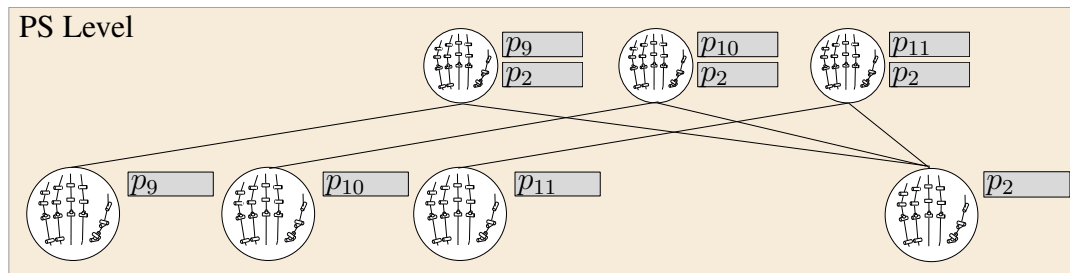 PS Level
p₉ p₁₀ p₁₁
p₂ p₂ p₂
p₉ p₁₀ p₁₁ p₂